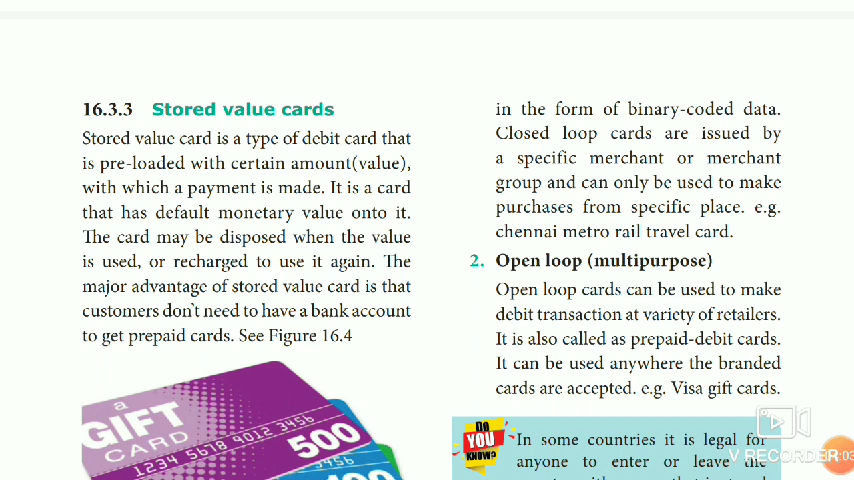 16.3.3 Stored value cards
Stored value card is a type of debit card that
is pre-loaded with certain amount(value),
with which a payment is made. It is a card
that has default monetary value onto it.
The card may be disposed when the value
is used, or recharged to use it again. The
major advantage of stored value card is that
customers don't need to have a bank account
to get prepaid cards. See Figure 16.4
a
GIFT
CARD
1234 5618 9012 3456
500
3456
in the form of binary-coded data.
Closed loop cards are issued by
a specific merchant or merchant
group and can only be used to make
purchases from specific place. e.g.
chennai metro rail travel card.
2. Open loop (multipurpose)
Open loop cards can be used to make
debit transaction at variety of retailers.
It is also called as prepaid-debit cards.
It can be used anywhere the branded
cards are accepted. e.g. Visa gift cards.
DO
YOU
KNOW?
In some countries it is legal for
anyone to enter or leave the
V RECORDER
:03